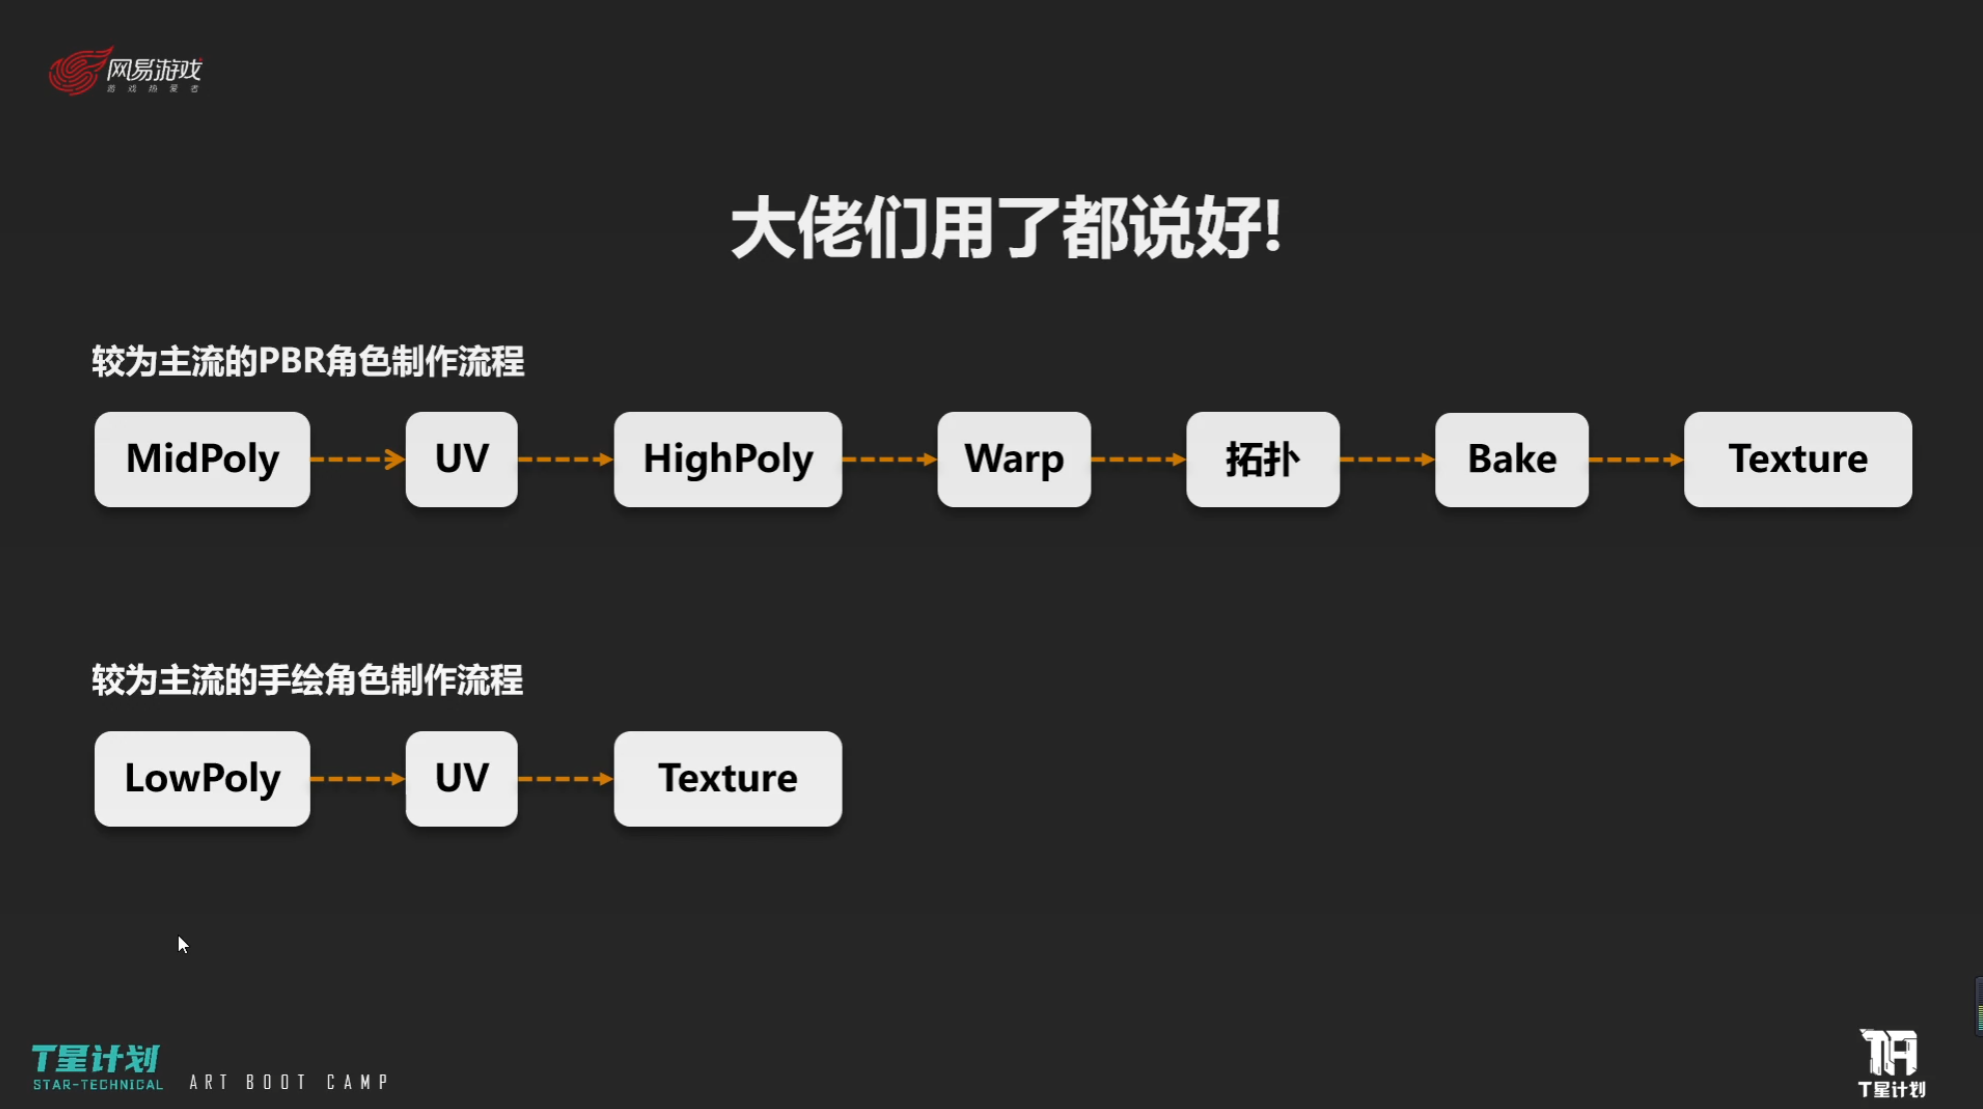 网易游戏
游戏热爱者
大佬们用了都说好!
较为主流的PBR角色制作流程
MidPoly
UV
HighPoly
Warp
拓扑
Bake
Texture
较为主流的手绘角色制作流程
LowPoly
UV
Texture
T星计划
STAR-TECHNICAL
ART BOOT CAMP
TA
T星计划